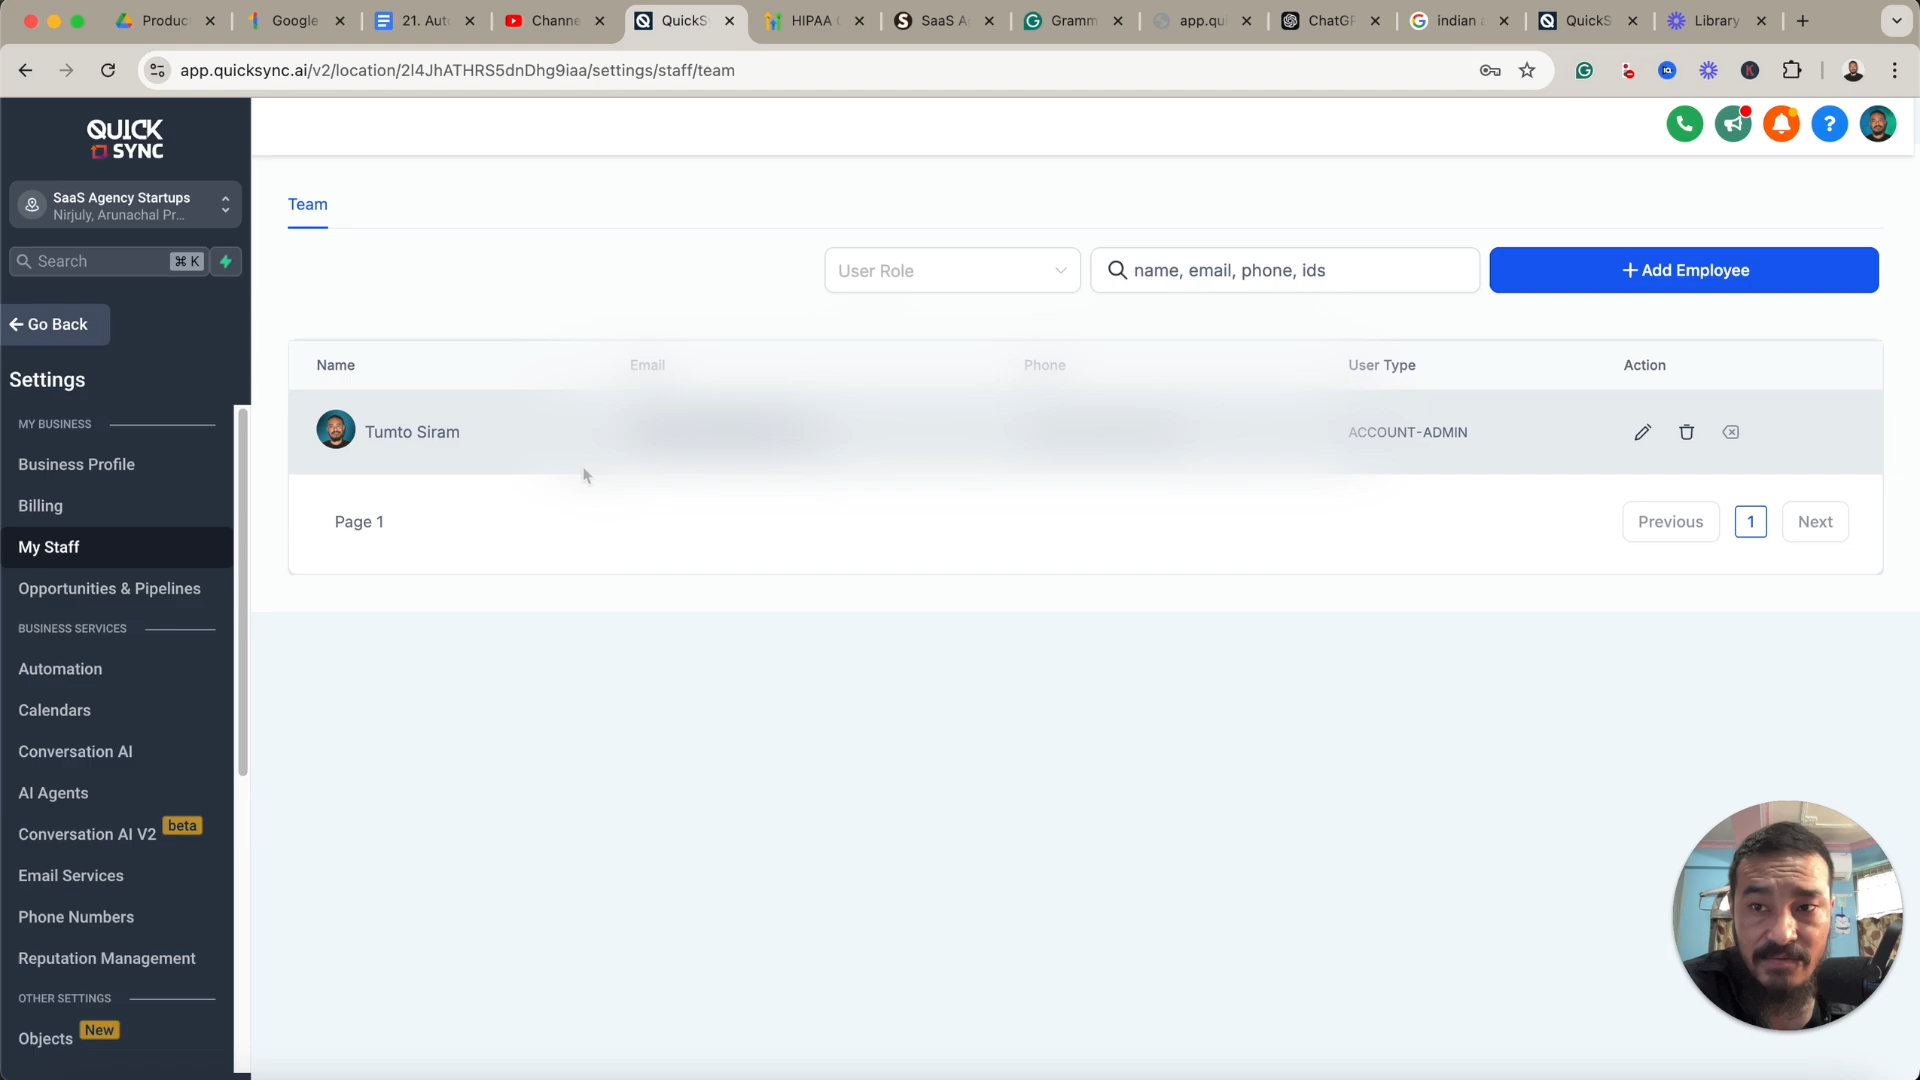 Produc
Google
21. Aut
Channe
QuickS
HIPAA
SaaS A
Gramm
app.qui
ChatGP
indian a
QuickS
Library
app.quicksync.ai/v2/location/2l4JhATHRS5dnDhg9iaa/settings/staff/team
QUICK
SYNC
SaaS Agency Startups
Nirjuly, Arunachal Pr...
Search ⌘ K
Go Back
Settings
MY BUSINESS
Business Profile
Billing
My Staff
Opportunities & Pipelines
BUSINESS SERVICES
Automation
Calendars
Conversation AI
AI Agents
Conversation AI V2 beta
Email Services
Phone Numbers
Reputation Management
OTHER SETTINGS
Objects New
Team
User Role
name, email, phone, ids
+ Add Employee
Name Email Phone User Type Action
Tumto Siram ACCOUNT-ADMIN
Page 1
Previous 1 Next